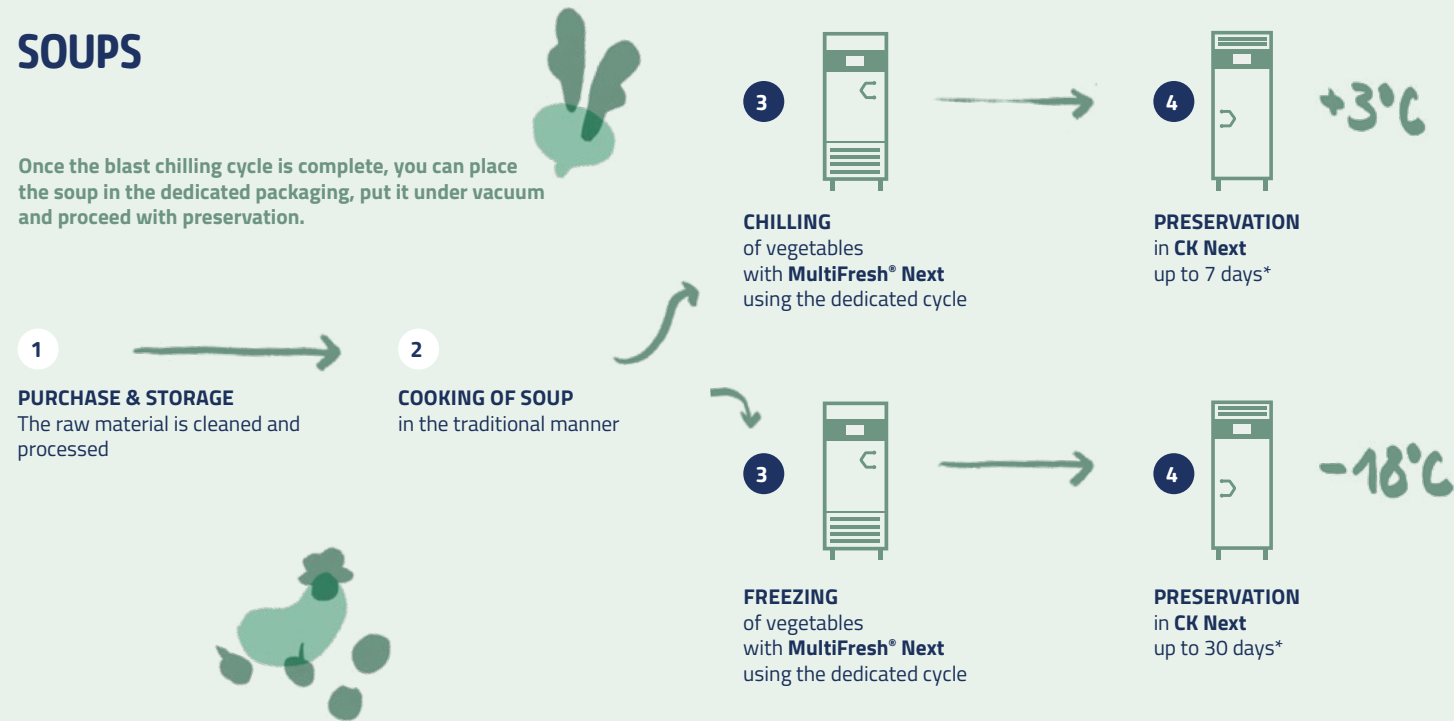 SOUPS
Once the blast chilling cycle is complete, you can place
the soup in the dedicated packaging, put it under vacuum
and proceed with preservation.
1
PURCHASE & STORAGE
The raw material is cleaned and
processed
2
COOKING OF SOUP
in the traditional manner
3
CHILLING
of vegetables
with MultiFresh® Next
using the dedicated cycle
4
+3°C
PRESERVATION
in CK Next
up to 7 days*
3
FREEZING
of vegetables
with MultiFresh® Next
using the dedicated cycle
4
-18°C
PRESERVATION
in CK Next
up to 30 days*